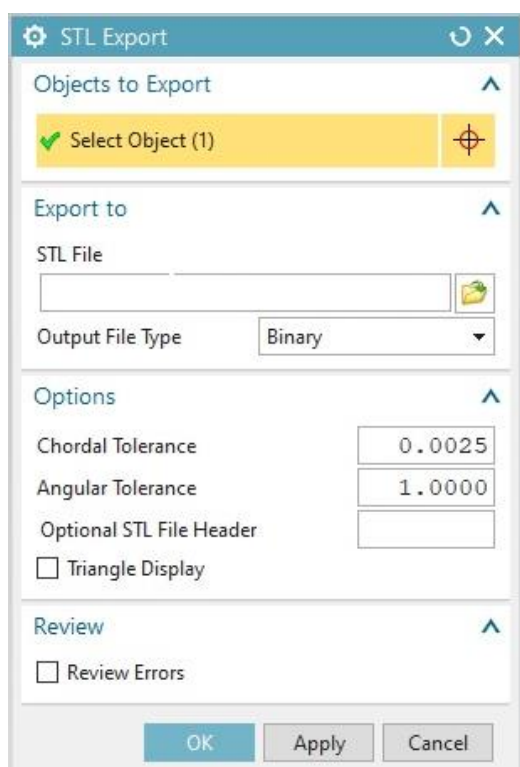 STL Export
Objects to Export
Select Object (1)
Export to
STL File
Output File Type Binary
Options
Chordal Tolerance 0.0025
Angular Tolerance 1.0000
Optional STL File Header
Triangle Display
Review
Review Errors
OK Apply Cancel